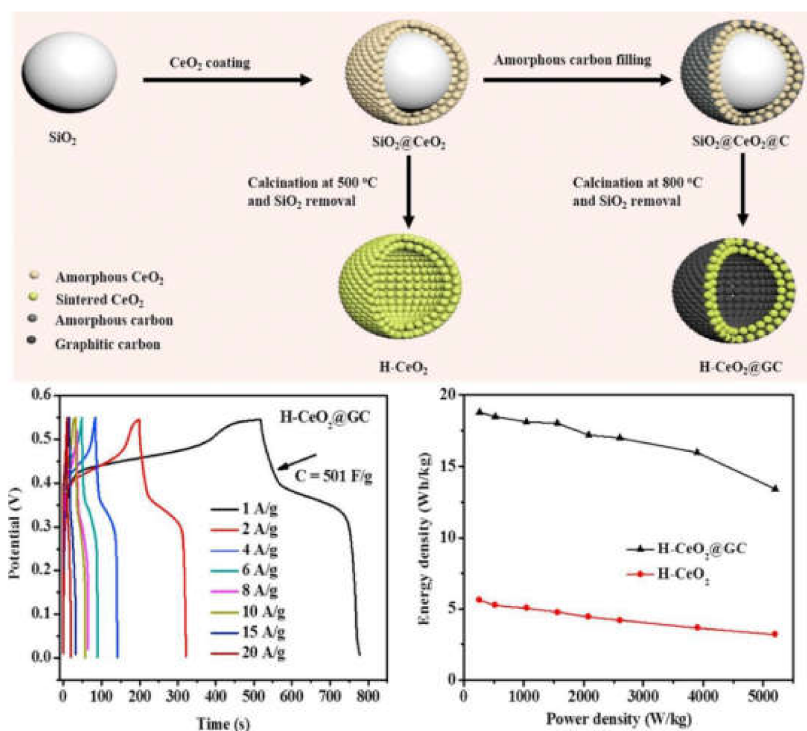 CeO₂ coating
Amorphous carbon filling
SiO₂
SiO₂@CeO₂
SiO₂@CeO₂@C
Calcination at 500 °C
and SiO₂ removal
Calcination at 800 °C
and SiO₂ removal
Amorphous CeO₂
Sintered CeO₂
Amorphous carbon
Graphitic carbon
H-CeO₂
H-CeO₂@GC
0.6
0.5
0.4
0.3
0.2
0.1
0.0
Potential (V)
H-CeO₂@GC
C = 501 F/g
1 A/g
2 A/g
4 A/g
6 A/g
8 A/g
10 A/g
15 A/g
20 A/g
0 100 200 300 400 500 600 700 800
Time (s)
20
15
10
5
0
Energy density (Wh/kg)
H-CeO₂@GC
H-CeO₂
0 1000 2000 3000 4000 5000
Power density (W/kg)